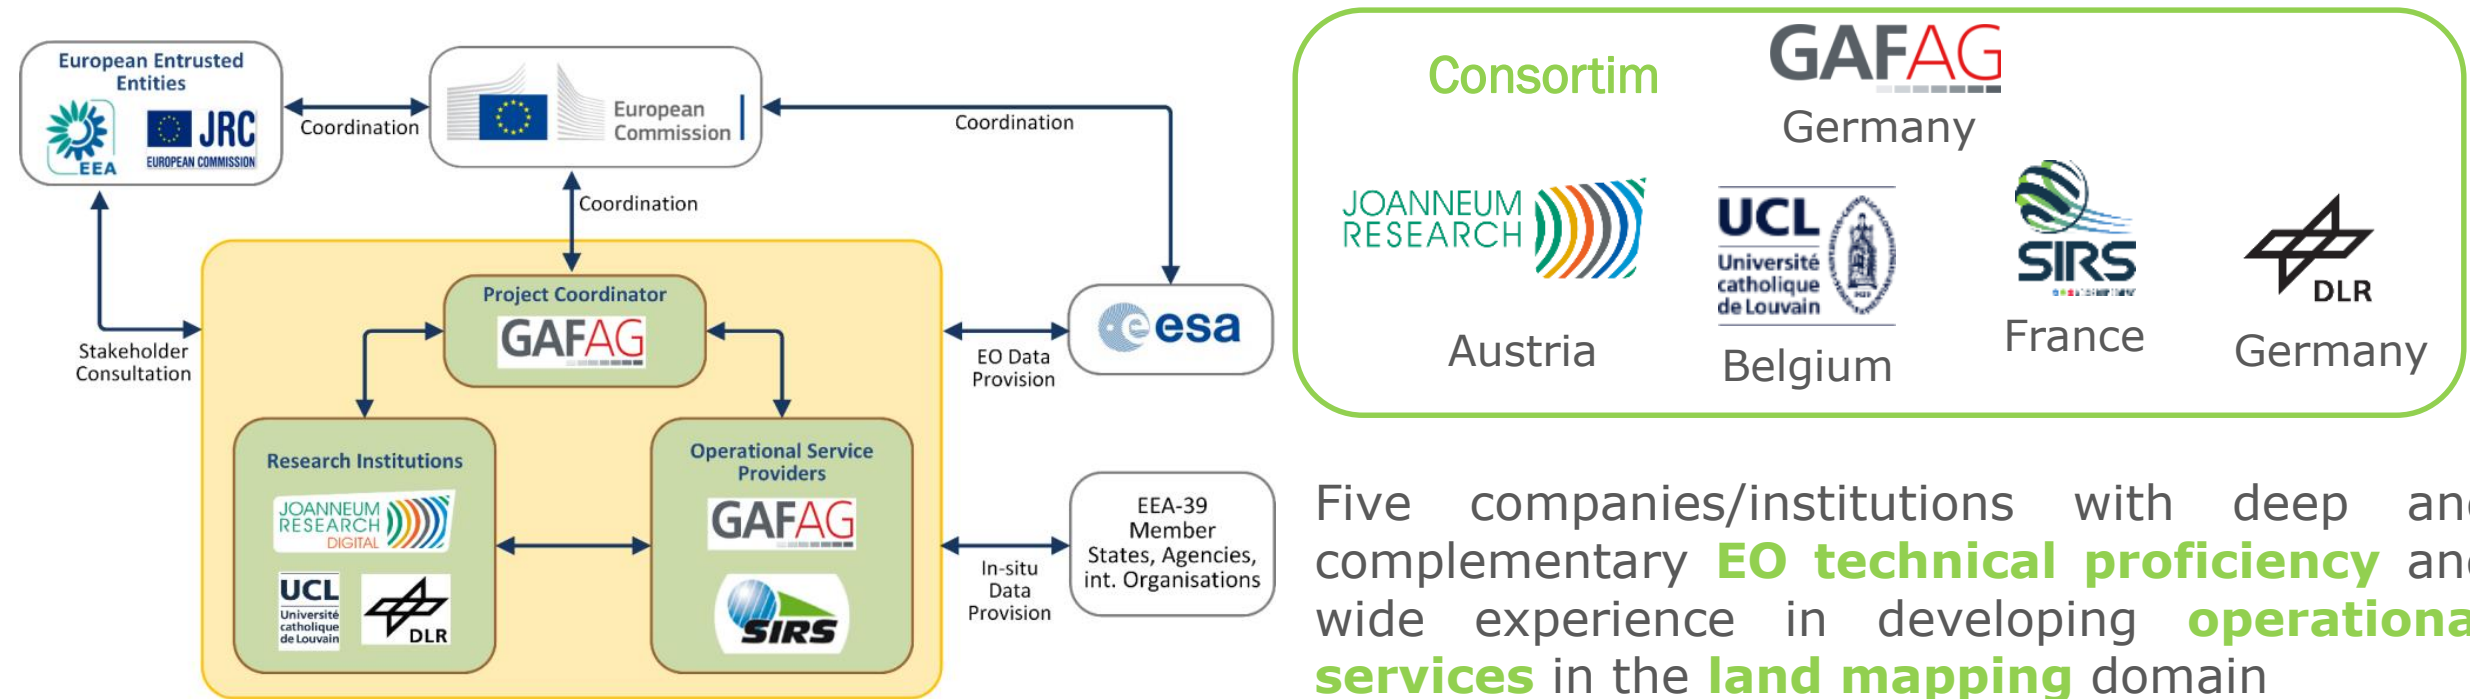 European Entrusted
Entities
EEA
JRC
EUROPEAN COMMISSION
Coordination
European
Commission
Coordination
Coordination
Project Coordinator
GAFAG
Stakeholder
Consultation
EO Data
Provision
esa
Research Institutions
JOANNEUM
RESEARCH
DIGITAL
UCL
Université
catholique
de Louvain
DLR
Operational Service
Providers
GAFAG
SIRS
In-situ
Data
Provision
EEA-39
Member
States, Agencies,
int. Organisations
Consortim
GAFAG
Germany
JOANNEUM
RESEARCH
Austria
UCL
Université
catholique
de Louvain
Belgium
SIRS
France
DLR
Germany
Five companies/institutions with deep and
complementary EO technical proficiency and
wide experience in developing operationa
services in the land mapping domain